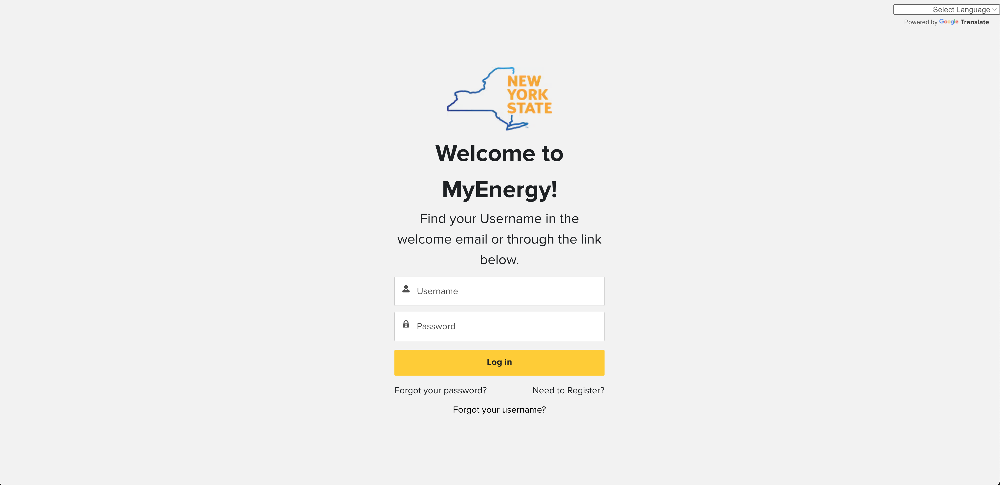 Select Language
Powered by Google Translate
NEW
YORK
STATE
TM
Welcome to
MyEnergy!
Find your Username in the
welcome email or through the link
below.
Username
Password
Log in
Forgot your password? Need to Register?
Forgot your username?